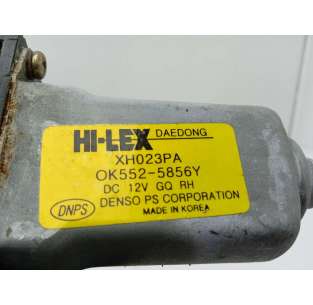 HI-LEX DAEDONG
XH023PA
OK552-5856Y
DC 12V GQ RH
DENSO PS CORPORATION
DNPS MADE IN KOREA